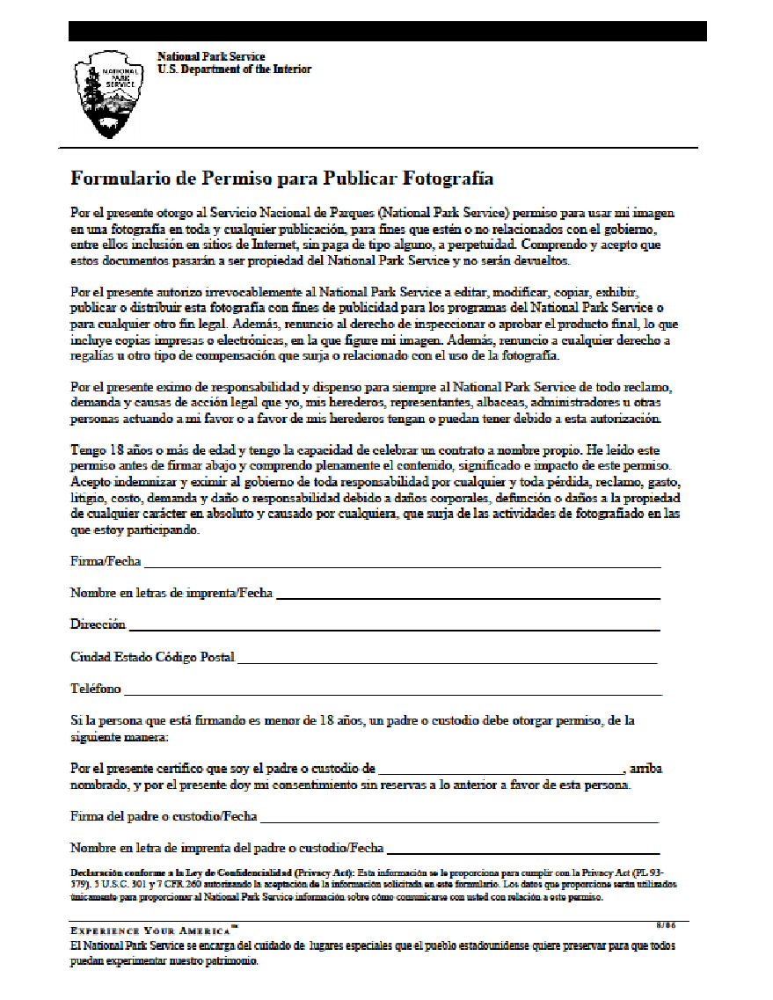 National Park Service
U.S. Department of the Interior
NATIONAL
PARK
SERVICE
Formulario de Permiso para Publicar Fotografía
Por el presente otorgo al Servicio Nacional de Parques (National Park Service) permiso para usar mi imagen
en una fotografía en toda y cualquier publicación, para fines que estén o no relacionados con el gobierno,
entre ellos inclusión en sitios de Internet, sin paga de tipo alguno, a perpetuidad. Comprendo y acepto que
estos documentos pasarán a ser propiedad del National Park Service y no serán devueltos.
Por el presente autorizo irrevocablemente al National Park Service a editar, modificar, copiar, exhibir,
publicar o distribuir esta fotografía con fines de publicidad para los programas del National Park Service o
para cualquier otro fin legal. Además, renuncio al derecho de inspeccionar o aprobar el producto final, lo que
incluye copias impresas o electrónicas, en la que figure mi imagen. Además, renuncio a cualquier derecho a
regalías u otro tipo de compensación que surja o relacionado con el uso de la fotografía.
Por el presente eximo de responsabilidad y dispenso para siempre al National Park Service de todo reclamo,
demanda y causas de acción legal que yo, mis herederos, representantes, albaceas, administradores u otras
personas actuando a mi favor o a favor de mis herederos tengan o puedan tener debido a esta autorización.
Tengo 18 años o más de edad y tengo la capacidad de celebrar un contrato a nombre propio. He leído este
permiso antes de firmar abajo y comprendo plenamente el contenido, significado e impacto de este permiso.
Acepto indemnizar y eximir al gobierno de toda responsabilidad por cualquier y toda pérdida, reclamo, gasto,
litigio, costo, demanda y daño o responsabilidad debido a daños corporales, defunción o daños a la propiedad
de cualquier carácter en absoluto y causado por cualquiera, que surja de las actividades de fotografiado en las
que estoy participando.
Firma/Fecha
Nombre en letras de imprenta/Fecha
Dirección
Ciudad Estado Código Postal
Teléfono
Si la persona que está firmando es menor de 18 años, un padre o custodio debe otorgar permiso, de la
siguiente manera:
Por el presente certifico que soy el padre o custodio de ______, arriba
nombrado, y por el presente doy mi consentimiento sin reservas a lo anterior a favor de esta persona.
Firma del padre o custodio/Fecha
Nombre en letra de imprenta del padre o custodio/Fecha
Declaración conforme a la Ley de Confidencialidad (Privacy Act): Esta información se le proporciona para cumplir con la Privacy Act (PL 93-
579). 5 U.S.C. 301 y 7 CFR 260 autorizando la aceptación de la información solicitada en este formulario. Los datos que proporcione serán utilizados
únicamente para proporcionar al National Park Service información sobre cómo comunicarse con usted con relación a este permiso.
8/06
EXPERIENCE YOUR AMERICA™
El National Park Service se encarga del cuidado de lugares especiales que el pueblo estadounidense quiere preservar para que todos
puedan experimentar nuestro patrimonio.